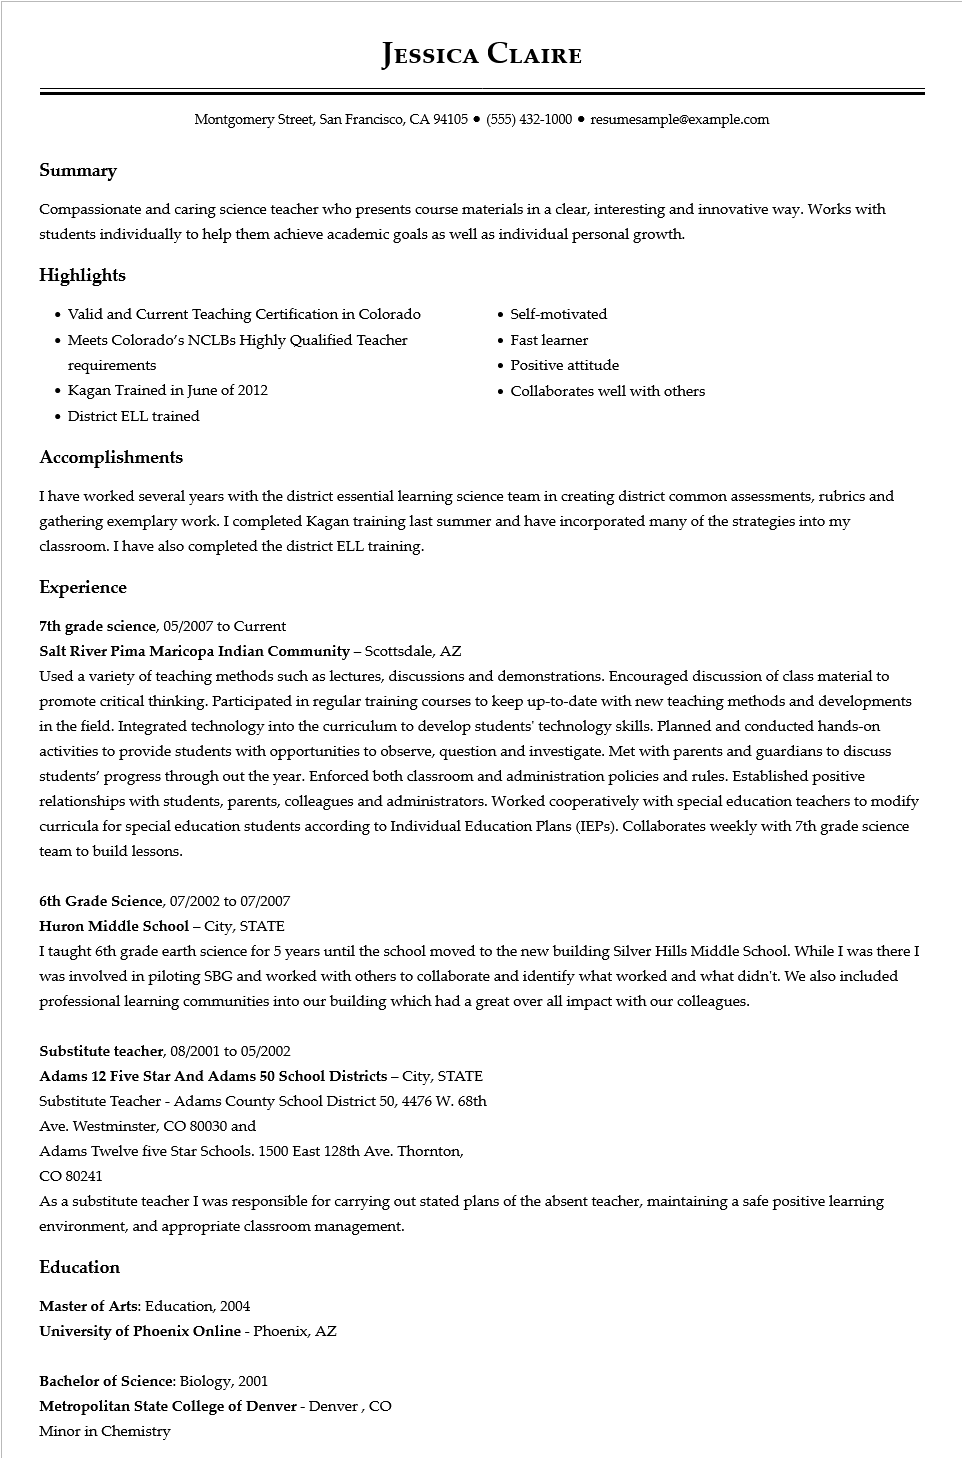 Jessica Claire
Montgomery Street, San Francisco, CA 94105 ● (555) 432-1000 ● resumesample@example.com
Summary
Compassionate and caring science teacher who presents course materials in a clear, interesting and innovative way. Works with
students individually to help them achieve academic goals as well as individual personal growth.
Highlights
• Valid and Current Teaching Certification in Colorado
• Meets Colorado’s NCLBs Highly Qualified Teacher
requirements
• Kagan Trained in June of 2012
• District ELL trained
• Self-motivated
• Fast learner
• Positive attitude
• Collaborates well with others
Accomplishments
I have worked several years with the district essential learning science team in creating district common assessments, rubrics and
gathering exemplary work. I completed Kagan training last summer and have incorporated many of the strategies into my
classroom. I have also completed the district ELL training.
Experience
7th grade science, 05/2007 to Current
Salt River Pima Maricopa Indian Community – Scottsdale, AZ
Used a variety of teaching methods such as lectures, discussions and demonstrations. Encouraged discussion of class material to
promote critical thinking. Participated in regular training courses to keep up-to-date with new teaching methods and developments
in the field. Integrated technology into the curriculum to develop students' technology skills. Planned and conducted hands-on
activities to provide students with opportunities to observe, question and investigate. Met with parents and guardians to discuss
students’ progress through out the year. Enforced both classroom and administration policies and rules. Established positive
relationships with students, parents, colleagues and administrators. Worked cooperatively with special education teachers to modify
curricula for special education students according to Individual Education Plans (IEPs). Collaborates weekly with 7th grade science
team to build lessons.
6th Grade Science, 07/2002 to 07/2007
Huron Middle School – City, STATE
I taught 6th grade earth science for 5 years until the school moved to the new building Silver Hills Middle School. While I was there I
was involved in piloting SBG and worked with others to collaborate and identify what worked and what didn't. We also included
professional learning communities into our building which had a great over all impact with our colleagues.
Substitute teacher, 08/2001 to 05/2002
Adams 12 Five Star And Adams 50 School Districts – City, STATE
Substitute Teacher - Adams County School District 50, 4476 W. 68th
Ave. Westminster, CO 80030 and
Adams Twelve five Star Schools. 1500 East 128th Ave. Thornton,
CO 80241
As a substitute teacher I was responsible for carrying out stated plans of the absent teacher, maintaining a safe positive learning
environment, and appropriate classroom management.
Education
Master of Arts: Education, 2004
University of Phoenix Online - Phoenix, AZ
Bachelor of Science: Biology, 2001
Metropolitan State College of Denver - Denver , CO
Minor in Chemistry